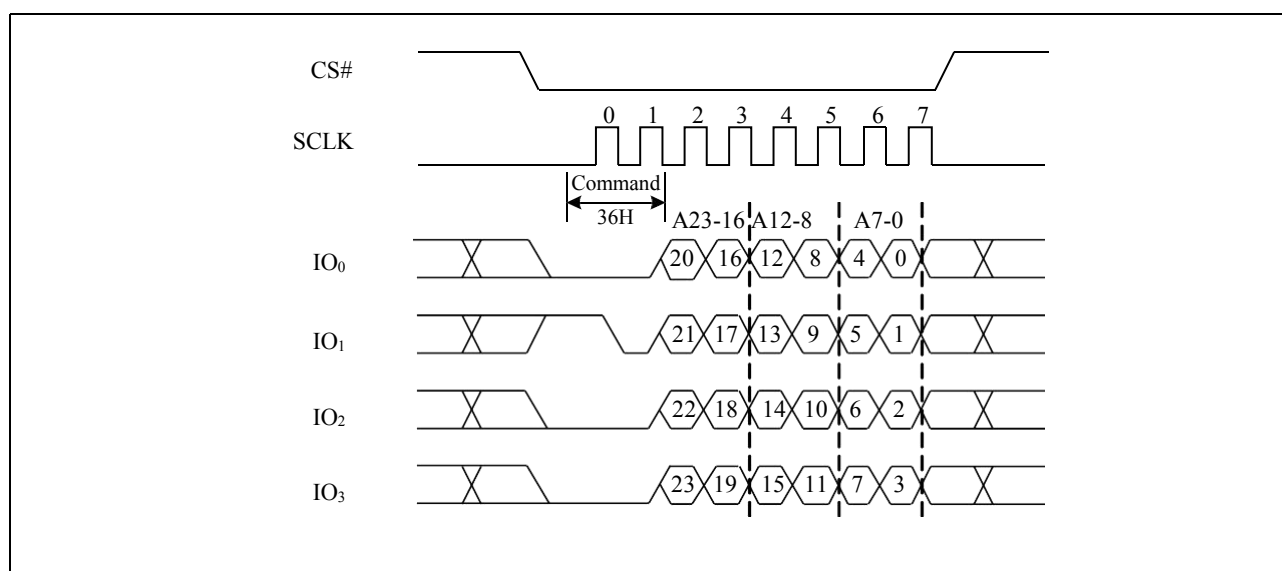 CS#
0 1 2 3 4 5 6 7
SCLK
Command
36H
A23-16 A12-8 A7-0
IO₀ 20 16 12 8 4 0
IO₁ 21 17 13 9 5 1
IO₂ 22 18 14 10 6 2
IO₃ 23 19 15 11 7 3